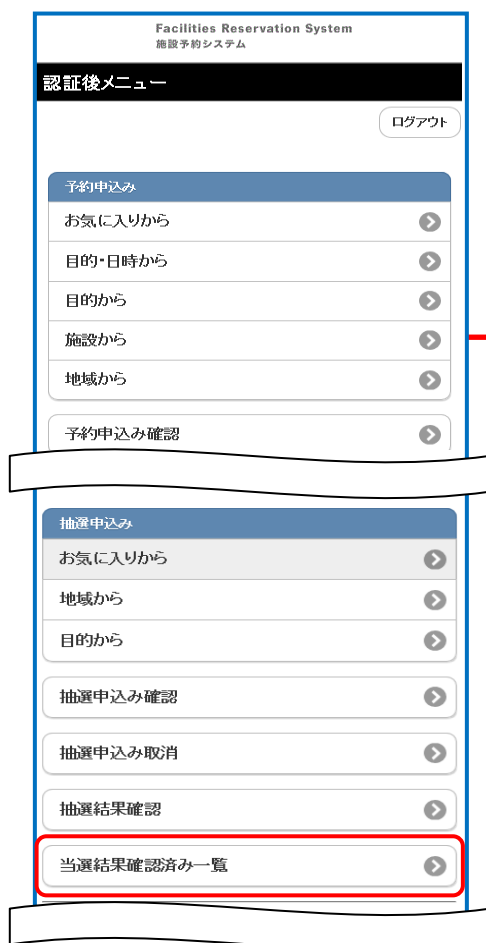 Facilities Reservation System
施設予約システム
認証後メニュー
ログアウト
予約申込み
お気に入りから
目的・日時から
目的から
施設から
地域から
予約申込み確認
抽選申込み
お気に入りから
地域から
目的から
抽選申込み確認
抽選申込み取消
抽選結果確認
当選結果確認済み一覧